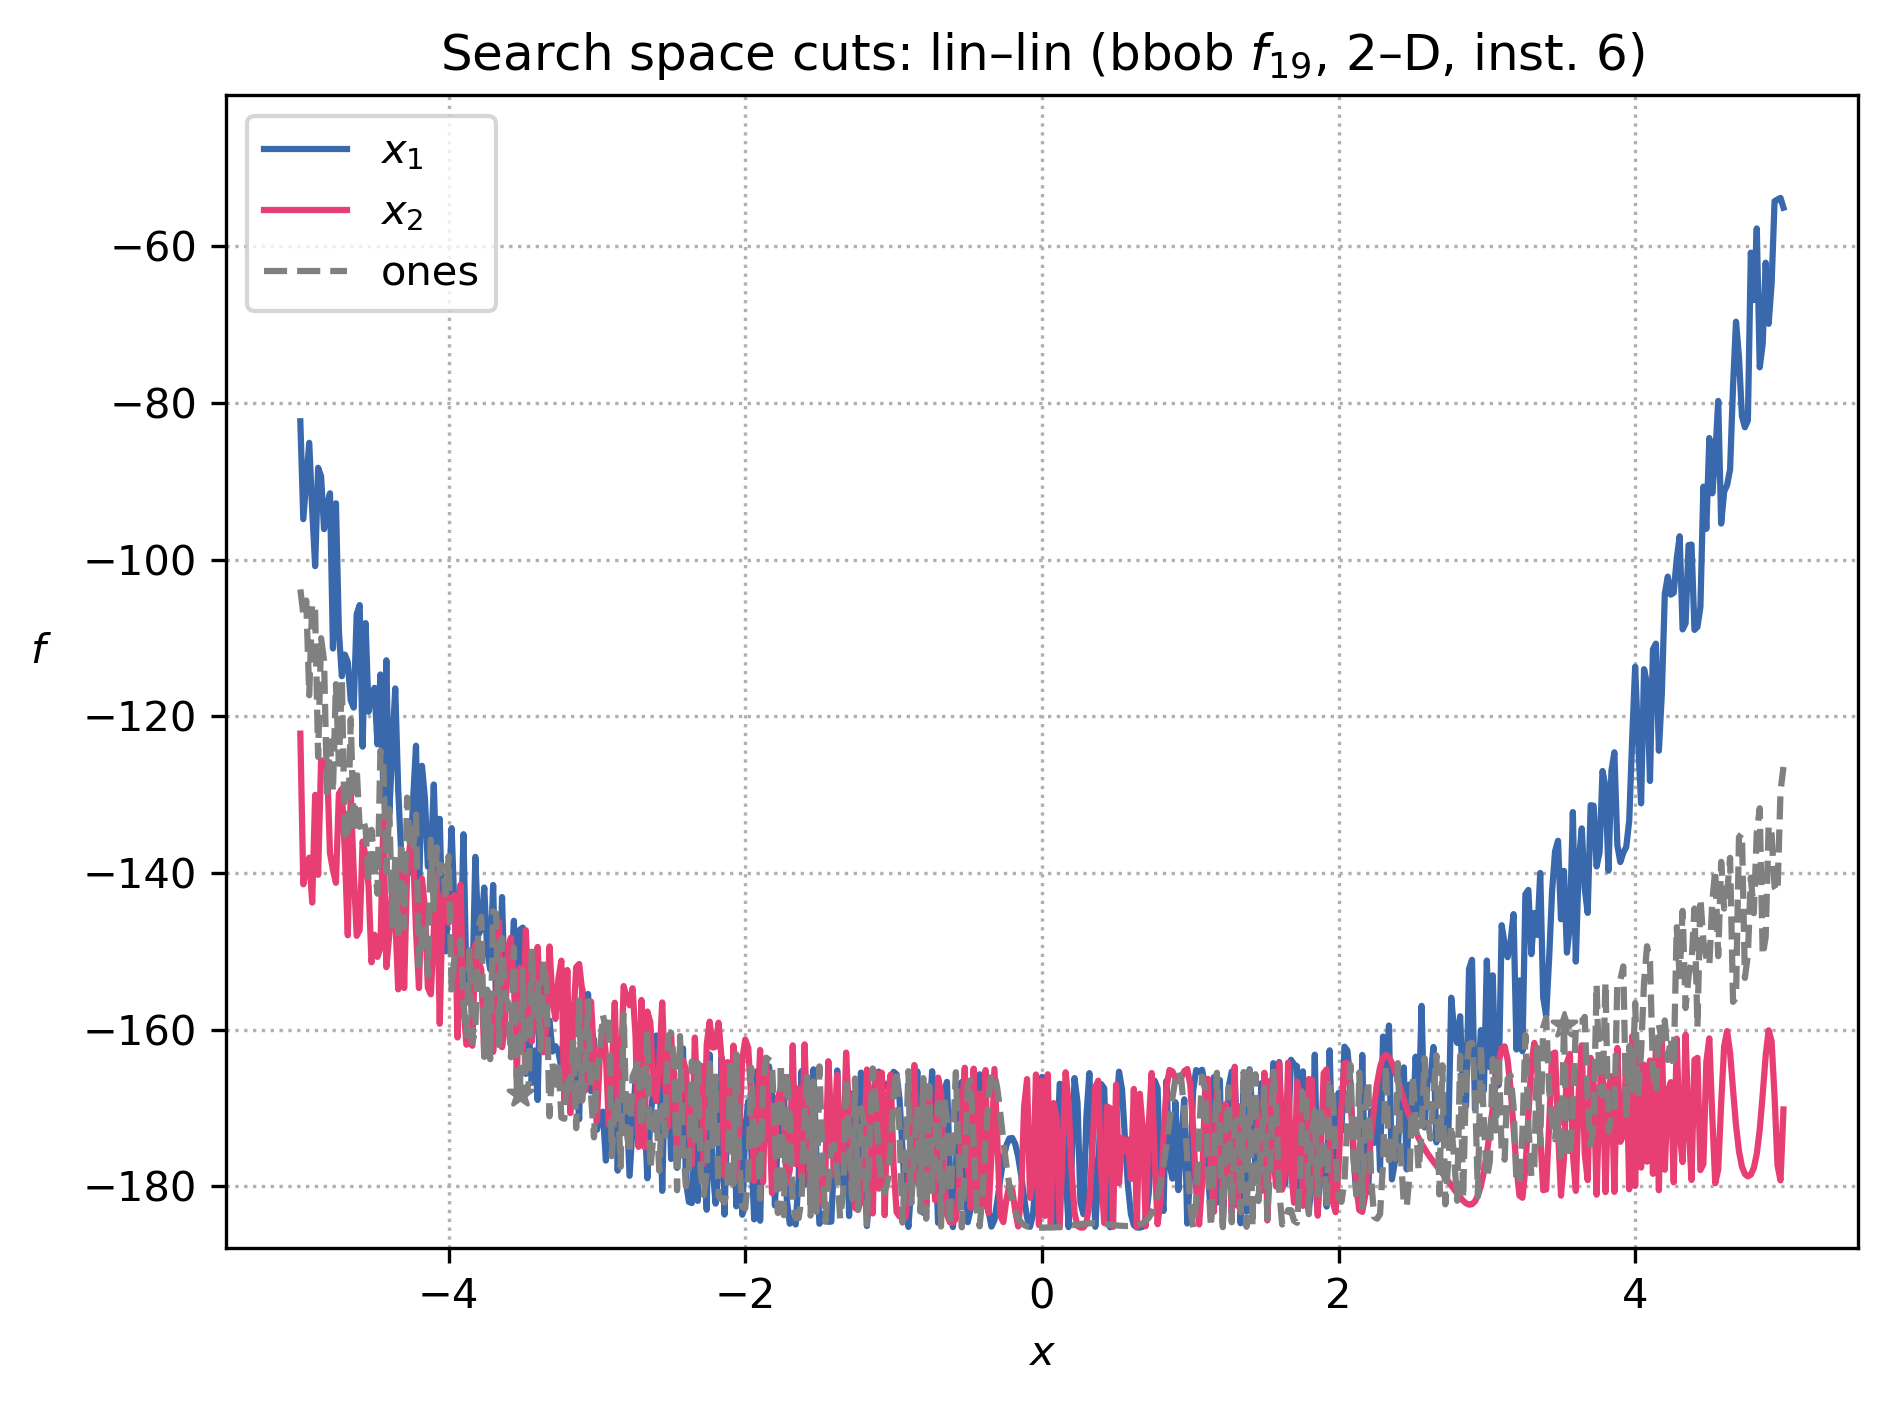 Search space cuts: lin–lin (bbob f₁₉, 2–D, inst. 6)
x₁
x₂
ones
−60
−80
−100
−120
−140
−160
−180
f
−4
−2
0
2
4
x